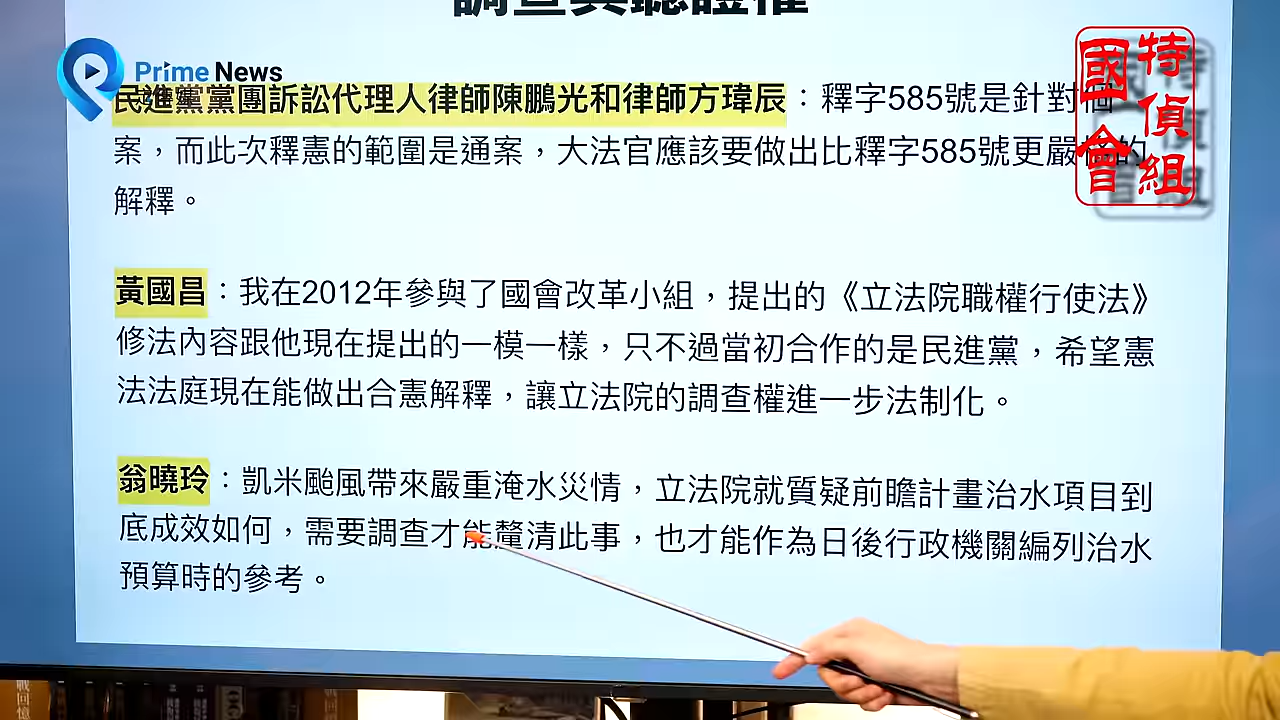 調查與聽證權
Prime News
國會
特偵組
民進黨黨團訴訟代理人律師陳鵬光和律師方瑋辰：釋字585號是針對個
案，而此次釋憲的範圍是通案，大法官應該要做出比釋字585號更嚴格的
解釋。
黃國昌：我在2012年參與了國會改革小組，提出的《立法院職權行使法》
修法內容跟他現在提出的一模一樣，只不過當初合作的是民進黨，希望憲
法法庭現在能做出合憲解釋，讓立法院的調查權進一步法制化。
翁曉玲：凱米颱風帶來嚴重淹水災情，立法院就質疑前瞻計畫治水項目到
底成效如何，需要調查才能釐清此事，也才能作為日後行政機關編列治水
預算時的參考。